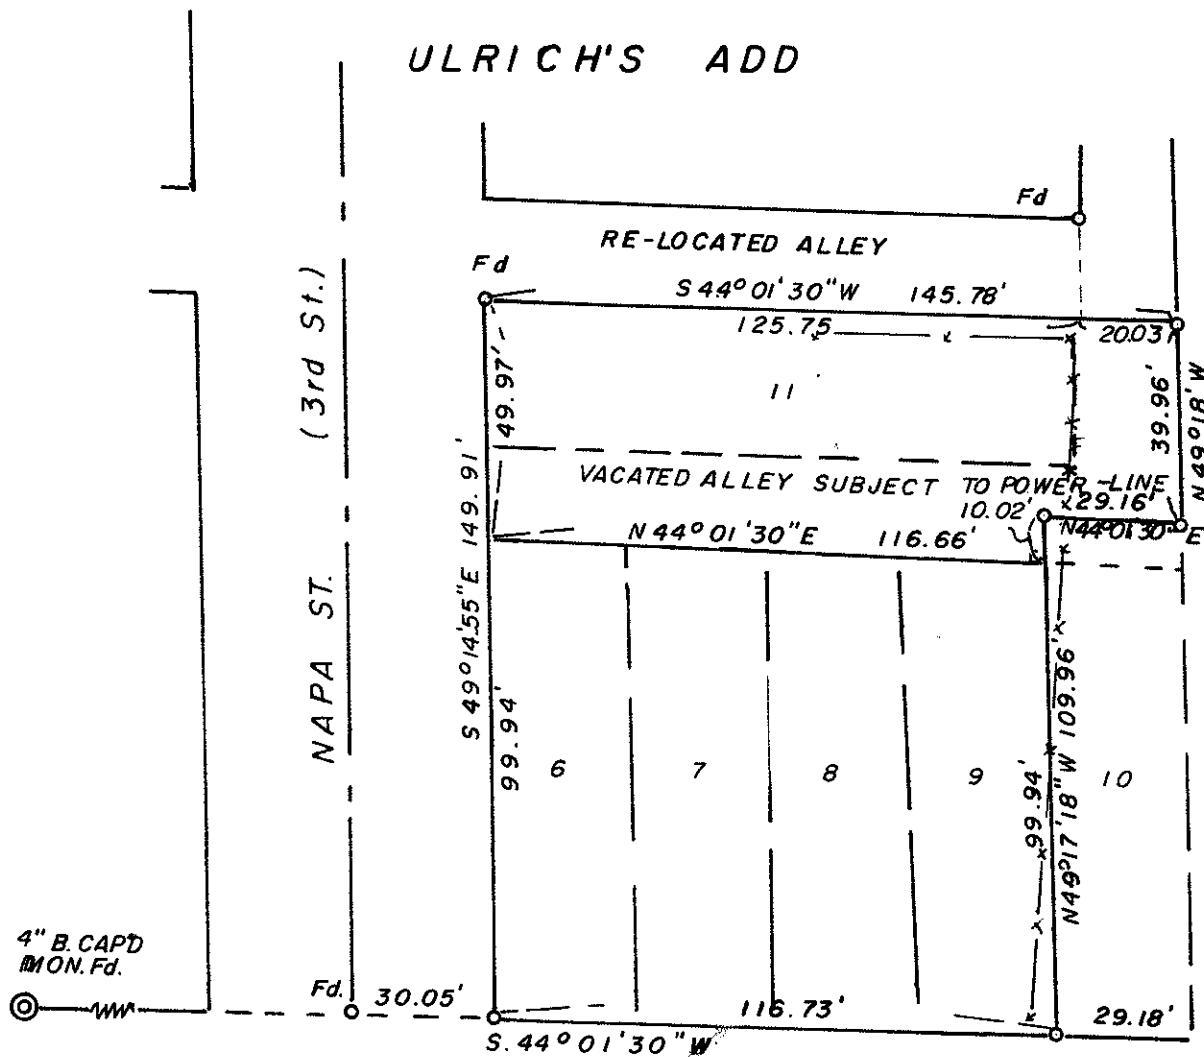 ULRICH'S ADD
Fd
RE-LOCATED ALLEY
Fd
S 44° 01' 30" W 145.78'
125.75
20.03'
(3rd St.)
49.97'
11
39.96'
N 49° 18' W
VACATED ALLEY SUBJECT TO POWER-LINE
10.02'
29.16'
N 44° 01' 30" E 116.66'
N 44° 01' 30" E
S 49° 14' 55" E 149.91'
NAPA ST.
99.94'
6
7
8
9
99.94'
N 49° 17' 18" W 109.96'
10
4" B. CAP'D
MON. Fd.
Fd.
30.05'
116.73'
29.18'
S. 44° 01' 30" W